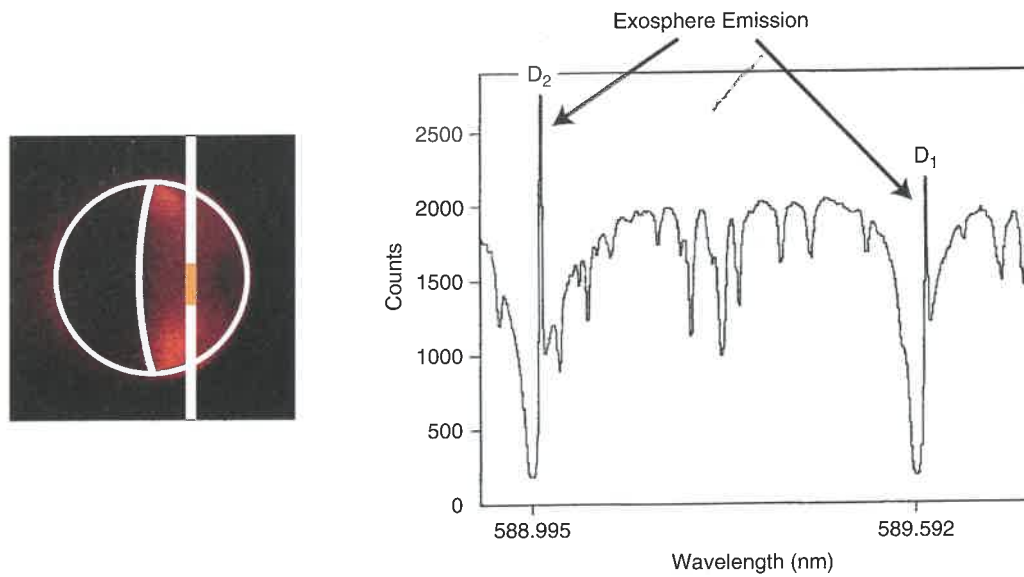 Exosphere Emission
D₂
D₁
2500
2000
1500
1000
500
0
Counts
588.995
589.592
Wavelength (nm)